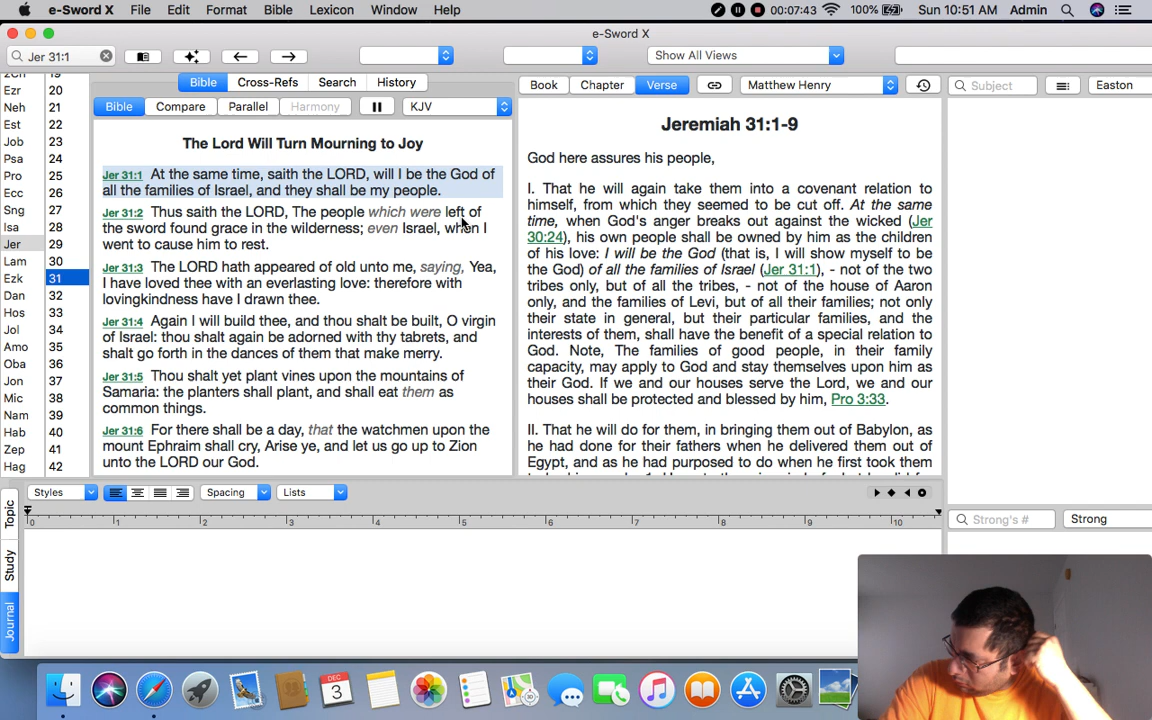 e-Sword X File Edit Format Bible Lexicon Window Help 00:07:43 100% Sun 10:51 AM Admin
e-Sword X
Jer 31:1 Show All Views
Bible Cross-Refs Search History
Book Chapter Verse Matthew Henry Subject Easton
Bible Compare Parallel Harmony KJV
Ezr
Neh
Est
Job
Psa
Pro
Ecc
Sng
Isa
Jer
Lam
Ezk
Dan
Hos
Jol
Amo
Oba
Jon
Mic
Nam
Hab
Zep
Hag
20
21
22
23
24
25
26
27
28
29
30
31
32
33
34
35
36
37
38
39
40
41
42
The Lord Will Turn Mourning to Joy
Jer 31:1 At the same time, saith the LORD, will I be the God of
all the families of Israel, and they shall be my people.
Jer 31:2 Thus saith the LORD, The people which were left of
the sword found grace in the wilderness; even Israel, when I
went to cause him to rest.
Jer 31:3 The LORD hath appeared of old unto me, saying, Yea,
I have loved thee with an everlasting love: therefore with
lovingkindness have I drawn thee.
Jer 31:4 Again I will build thee, and thou shalt be built, O virgin
of Israel: thou shalt again be adorned with thy tabrets, and
shalt go forth in the dances of them that make merry.
Jer 31:5 Thou shalt yet plant vines upon the mountains of
Samaria: the planters shall plant, and shall eat them as
common things.
Jer 31:6 For there shall be a day, that the watchmen upon the
mount Ephraim shall cry, Arise ye, and let us go up to Zion
unto the LORD our God.
Jeremiah 31:1-9
God here assures his people,
I. That he will again take them into a covenant relation to
himself, from which they seemed to be cut off. At the same
time, when God's anger breaks out against the wicked (Jer
30:24), his own people shall be owned by him as the children
of his love: I will be the God (that is, I will show myself to be
the God) of all the families of Israel (Jer 31:1), - not of the two
tribes only, but of all the tribes, - not of the house of Aaron
only, and the families of Levi, but of all their families; not only
their state in general, but their particular families, and the
interests of them, shall have the benefit of a special relation to
God. Note, The families of good people, in their family
capacity, may apply to God and stay themselves upon him as
their God. If we and our houses serve the Lord, we and our
houses shall be protected and blessed by him, Pro 3:33.
II. That he will do for them, in bringing them out of Babylon, as
he had done for their fathers when he delivered them out of
Egypt, and as he had purposed to do when he first took them
Styles Spacing Lists
0 1 2 3 4 5 6 7 8 9 10
Strong's # Strong
Topic
Study
Journal
DEC
3